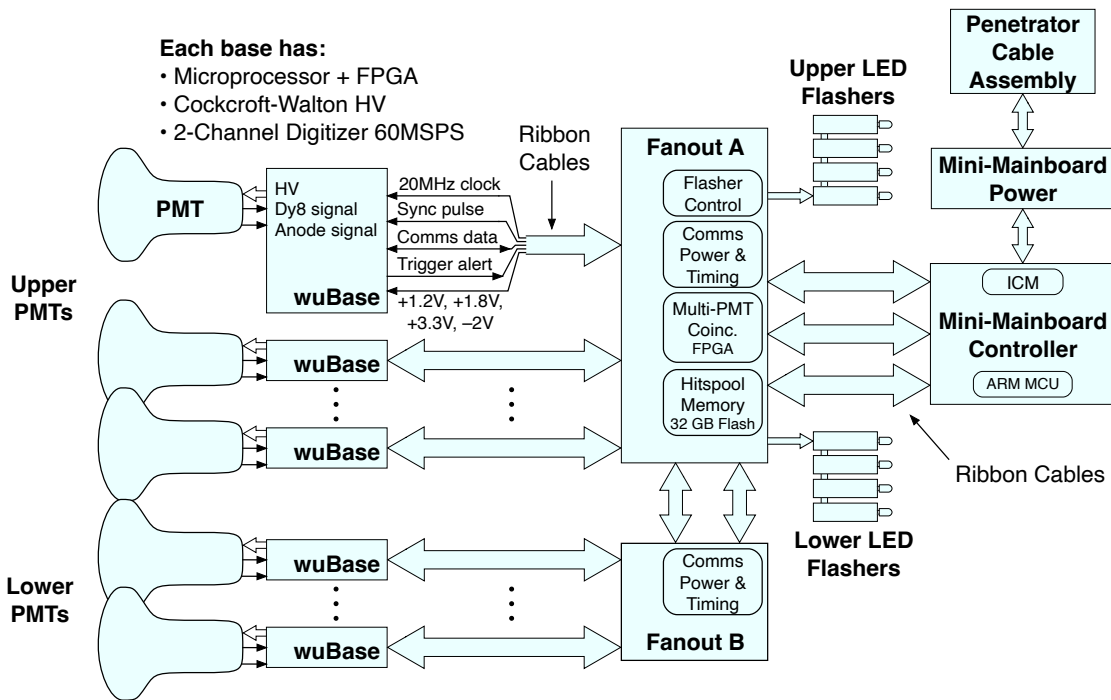 Each base has:
• Microprocessor + FPGA
• Cockcroft-Walton HV
• 2-Channel Digitizer 60MSPS
Ribbon
Cables
PMT
HV
Dy8 signal
Anode signal
wuBase
20MHz clock
Sync pulse
Comms data
Trigger alert
+1.2V, +1.8V,
+3.3V, –2V
Upper
PMTs
wuBase
wuBase
Lower
PMTs
wuBase
wuBase
Fanout A
Flasher
Control
Comms
Power &
Timing
Multi-PMT
Coinc.
FPGA
Hitspool
Memory
32 GB Flash
Comms
Power &
Timing
Fanout B
Upper LED
Flashers
Lower LED
Flashers
Penetrator
Cable
Assembly
Mini-Mainboard
Power
ICM
Mini-Mainboard
Controller
ARM MCU
Ribbon Cables